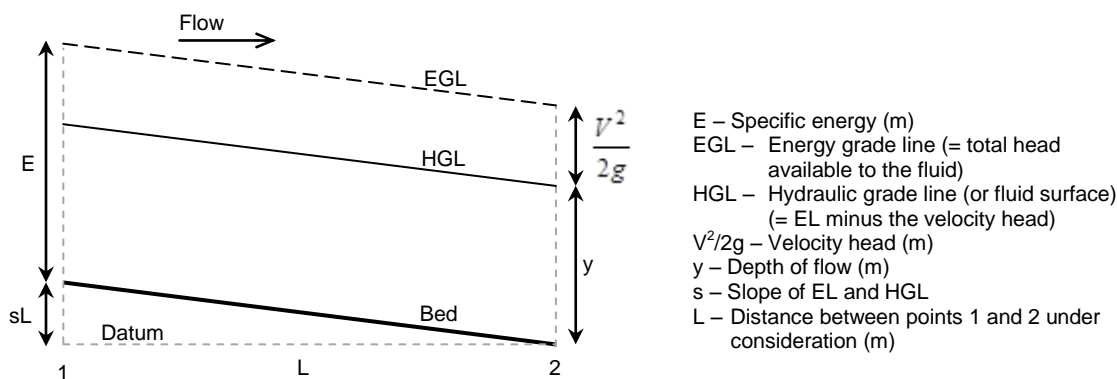 Flow
EGL
HGL
E
V²
2g
y
sL
Bed
Datum
1
L
2
E – Specific energy (m)
EGL – Energy grade line (= total head
available to the fluid)
HGL – Hydraulic grade line (or fluid surface)
(= EL minus the velocity head)
V²/2g – Velocity head (m)
y – Depth of flow (m)
s – Slope of EL and HGL
L – Distance between points 1 and 2 under
consideration (m)